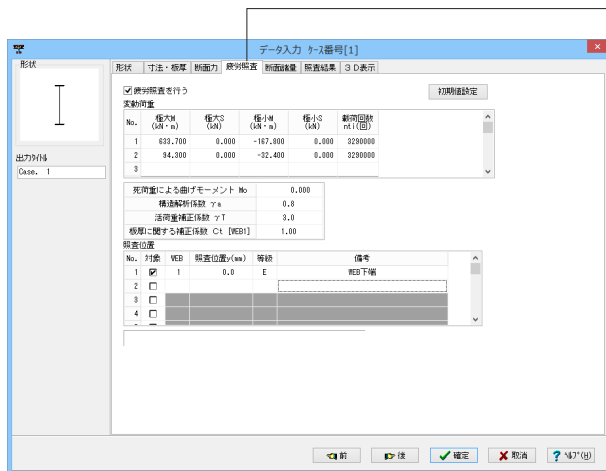 データ入力 ケース番号[1]
形状
形状 寸法・板厚 断面力 疲労照査 断面諸量 照査結果 3D表示
疲労照査を行う 初期値設定
変動荷重
No. 極大M (kN・m) 極大S (kN) 極小M (kN・m) 極小S (kN) 載荷回数 nti(回)
1 633.700 0.000 -167.800 0.000 3290000
2 94.300 0.000 -32.400 0.000 3290000
3
出力タイトル
Case. 1
死荷重による曲げモーメント Mo 0.000
構造解析係数 γa 0.8
活荷重補正係数 γT 3.0
板厚に関する補正係数 Ct [WEB1] 1.00
照査位置
No. 対象 WEB 照査位置y(mm) 等級 備考
1 1 0.0 E WEB下端
2
3
4
前 後 確定 取消 ? ヘルプ(H)